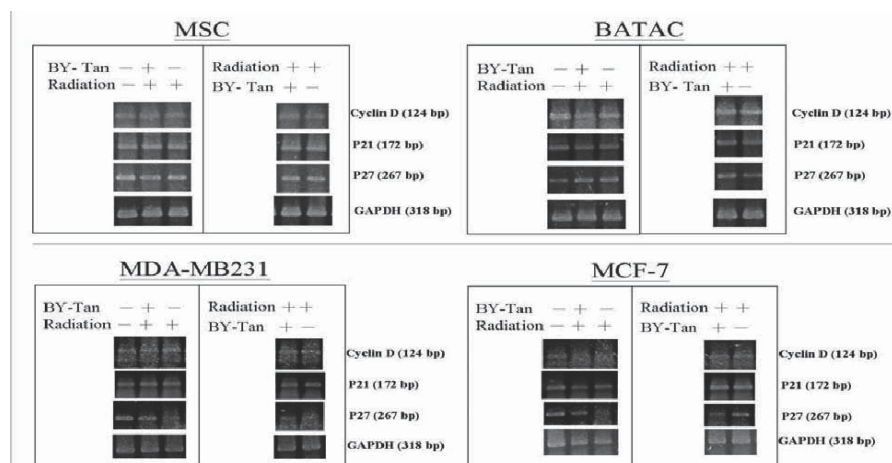 MSC
BY- Tan — + —
Radiation — + +
Radiation + +
BY- Tan + —
Cyclin D (124 bp)
P21 (172 bp)
P27 (267 bp)
GAPDH (318 bp)
BATAC
BY- Tan — + —
Radiation — + +
Radiation + +
BY- Tan + —
Cyclin D (124 bp)
P21 (172 bp)
P27 (267 bp)
GAPDH (318 bp)
MDA-MB231
BY-Tan — + —
Radiation — + +
Radiation ++
BY-Tan + —
Cyclin D (124 bp)
P21 (172 bp)
P27 (267 bp)
GAPDH (318 bp)
MCF-7
BY-Tan — + —
Radiation — + +
Radiation ++
BY-Tan + —
Cyclin D (124 bp)
P21 (172 bp)
P27 (267 bp)
GAPDH (318 bp)